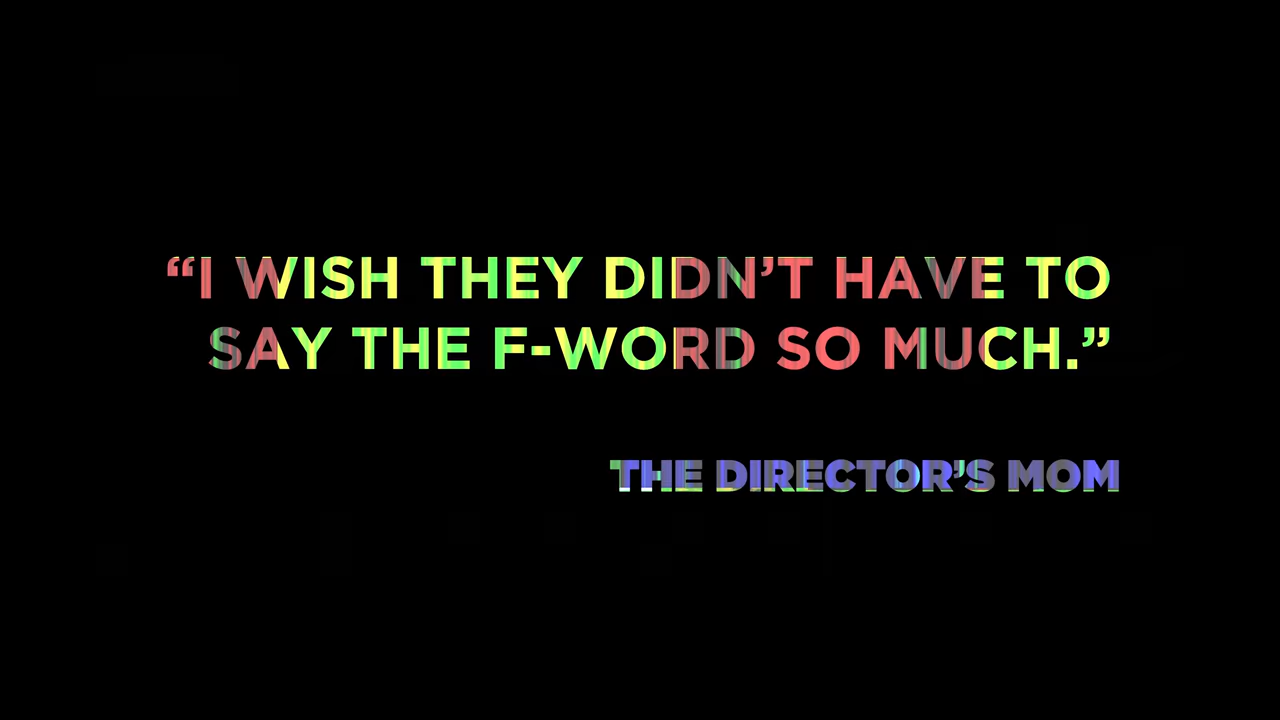 “I WISH THEY DIDN’T HAVE TO
SAY THE F-WORD SO MUCH.”
THE DIRECTOR’S MOM